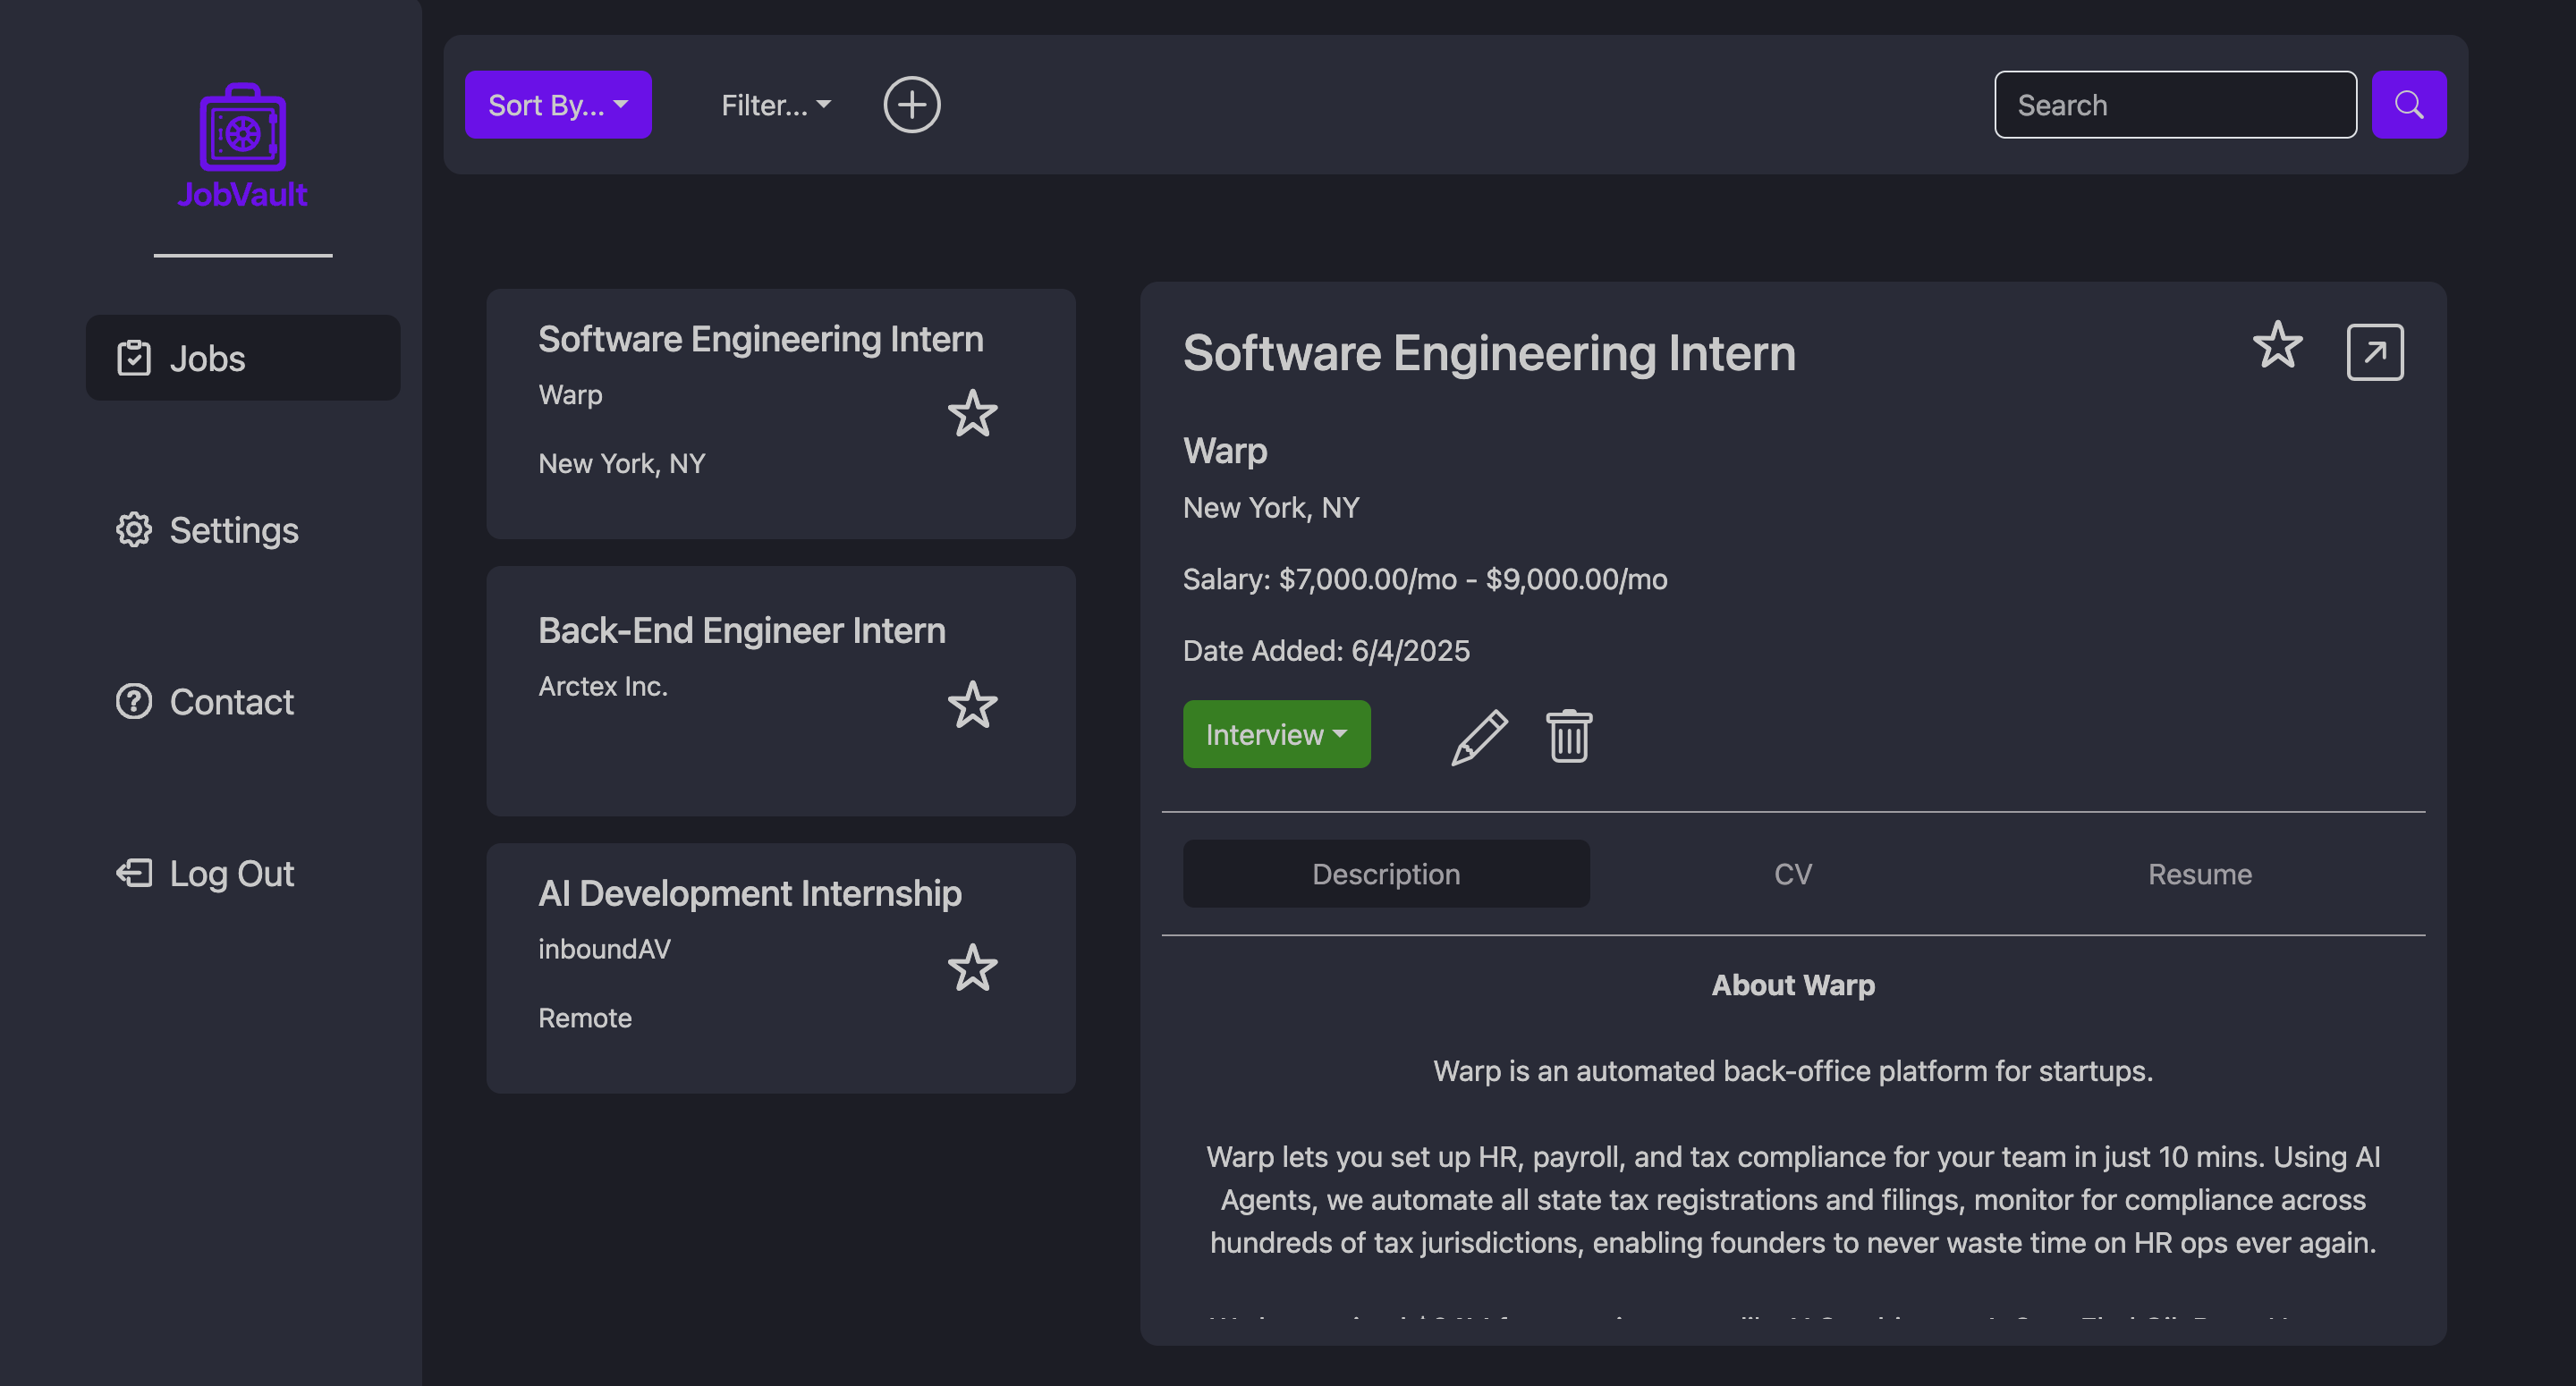 JobVault
Jobs
Settings
Contact
Log Out
Sort By...
Filter...
Search
Software Engineering Intern
Warp
New York, NY
Back-End Engineer Intern
Arctex Inc.
AI Development Internship
inboundAV
Remote
Software Engineering Intern
Warp
New York, NY
Salary: $7,000.00/mo - $9,000.00/mo
Date Added: 6/4/2025
Interview
Description
CV
Resume
About Warp
Warp is an automated back-office platform for startups.
Warp lets you set up HR, payroll, and tax compliance for your team in just 10 mins. Using AI
Agents, we automate all state tax registrations and filings, monitor for compliance across
hundreds of tax jurisdictions, enabling founders to never waste time on HR ops ever again.